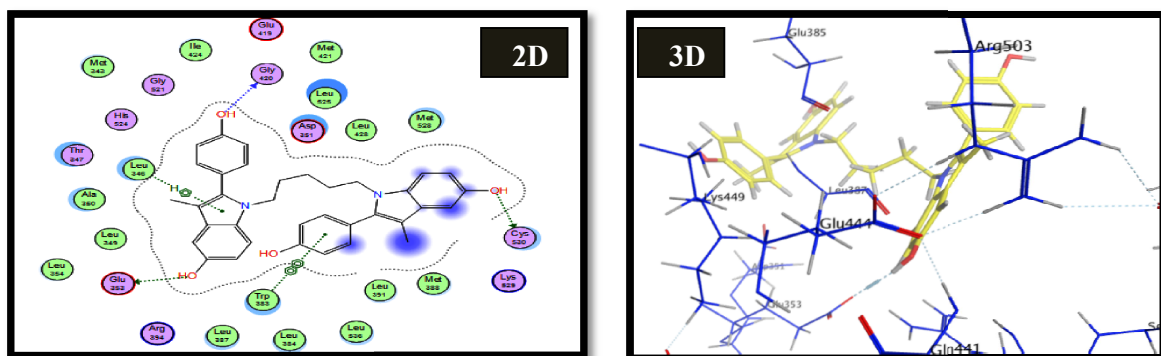 2D
Glu
419
Ile
424
Met
421
Met
343
Gly
420
Gly
521
Leu
525
His
524
OH
Asp
351
Leu
428
Met
528
Thr
347
Leu
346
H
N
N
OH
Ala
350
Leu
349
HO
Cys
530
Leu
354
Glu
353
HO
Trp
383
Leu
391
Met
388
Lys
529
Arg
394
Leu
387
Leu
384
Leu
536
3D
Glu385
Arg503
Leu387
Lys449
Glu444
Glu353
Gln441